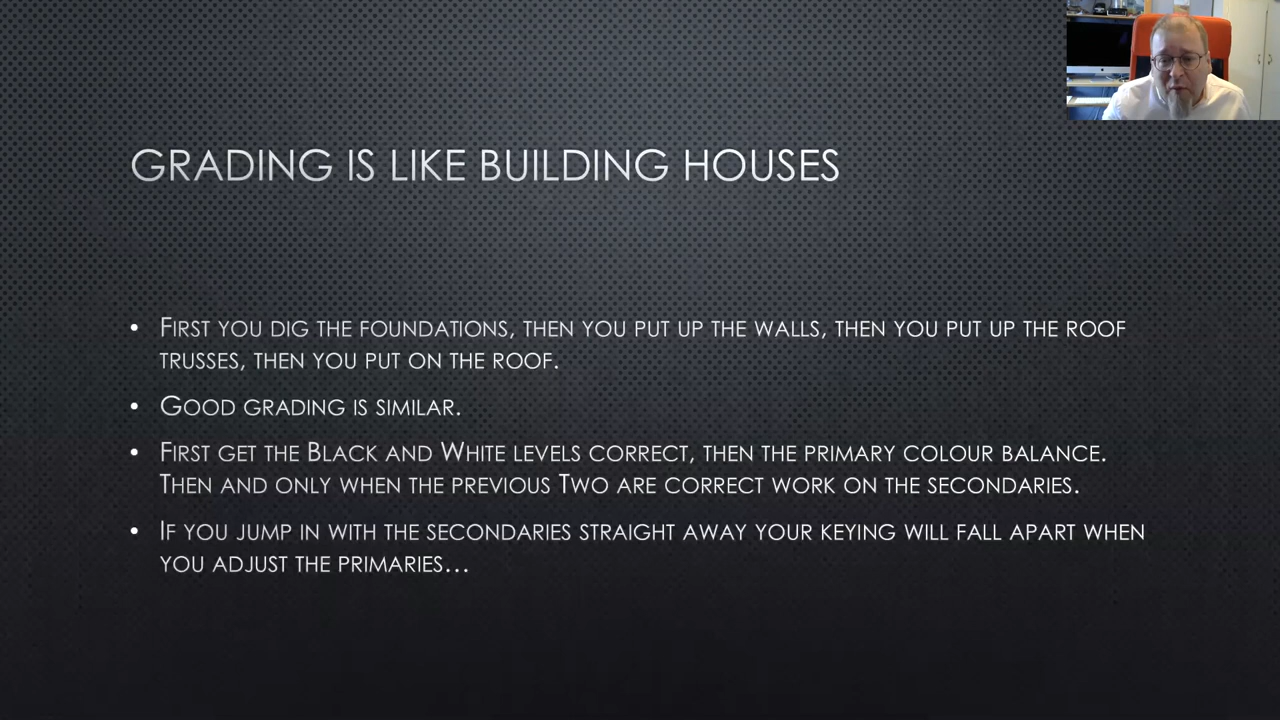 GRADING IS LIKE BUILDING HOUSES
• First you dig the foundations, then you put up the walls, then you put up the roof
trusses, then you put on the roof.
• Good grading is similar.
• First get the Black and White levels correct, then the primary colour balance.
Then and only when the previous Two are correct work on the secondaries.
• If you jump in with the secondaries straight away your keying will fall apart when
you adjust the primaries…